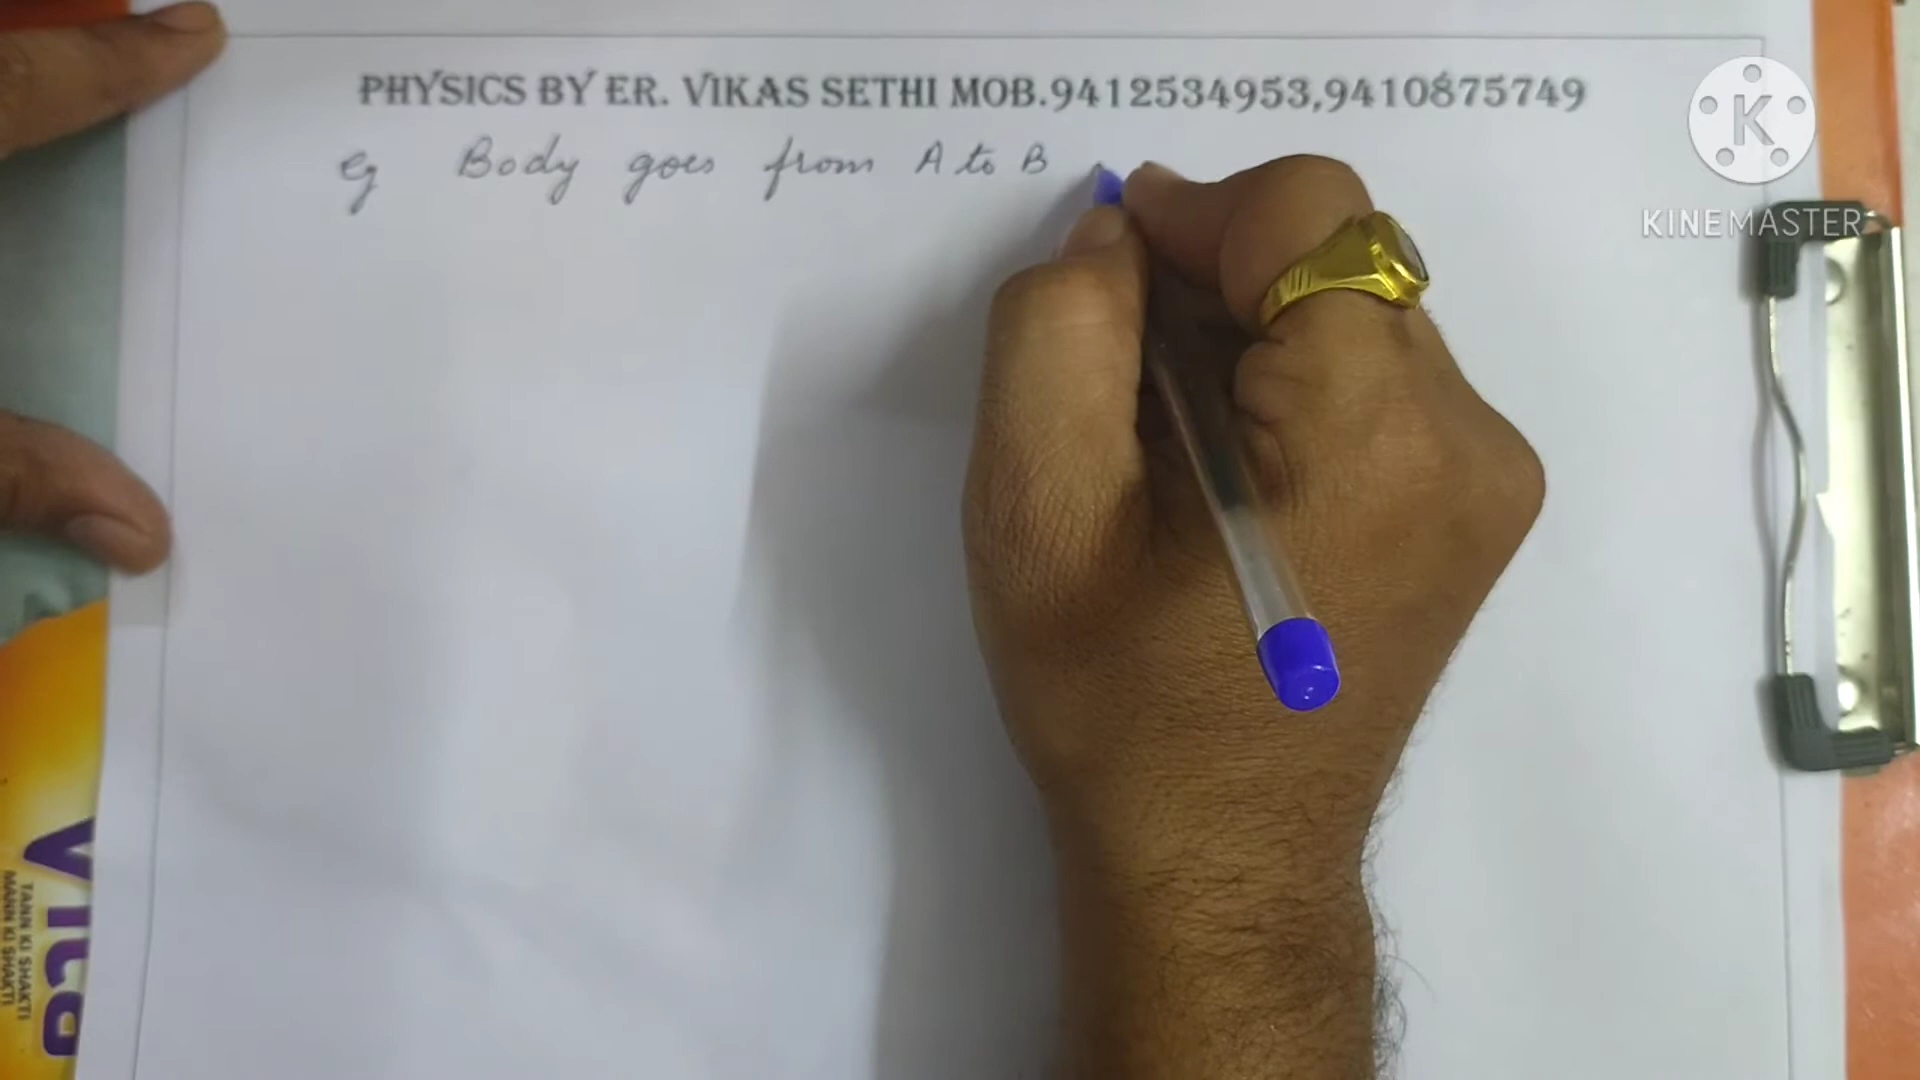 PHYSICS BY ER. VIKAS SETHI MOB.9412534953,9410875749
eg Body goes from A to B
K
KINEMASTER
Vita
TANN KI SHAKTI
MANN KI SHAKTI